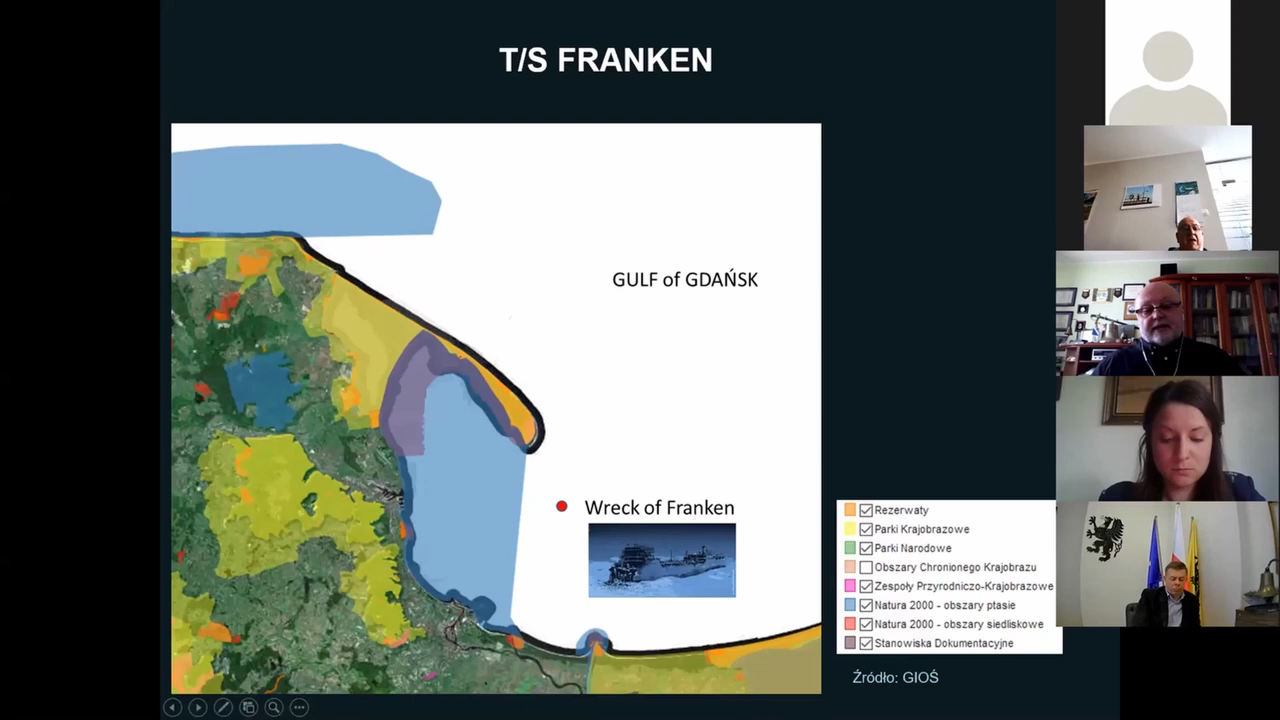 T/S FRANKEN
GULF of GDAŃSK
Wreck of Franken
Rezerwaty
Parki Krajobrazowe
Parki Narodowe
Obszary Chronionego Krajobrazu
Zespoły Przyrodniczo-Krajobrazowe
Natura 2000 - obszary ptasie
Natura 2000 - obszary siedliskowe
Stanowiska Dokumentacyjne
Źródło: GIOŚ